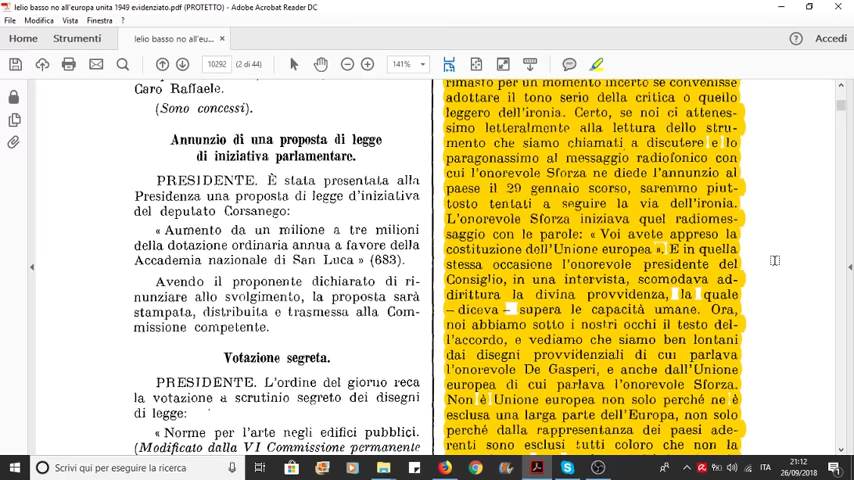 lelio basso no all'europa unita 1949 evidenziato.pdf (PROTETTO) - Adobe Acrobat Reader DC
File Modifica Vista Finestra ?
Home Strumenti lelio basso no all'eu... × Accedi
10292 (2 di 44) 141%
Caro Raffaele.
(Sono concessi).
Annunzio di una proposta di legge
di iniziativa parlamentare.
PRESIDENTE. È stata presentata alla
Presidenza una proposta di legge d'iniziativa
del deputato Corsanego:
« Aumento da un milione a tre milioni
della dotazione ordinaria annua a favore della
Accademia nazionale di San Luca » (683).
Avendo il proponente dichiarato di ri-
nunziare allo svolgimento, la proposta sarà
stampata, distribuita e trasmessa alla Com-
missione competente.
Votazione segreta.
PRESIDENTE. L'ordine del giorno reca
la votazione a scrutinio segreto dei disegni
di legge:
« Norme per l'arte negli edifici pubblici.
(Modificato dalla VI Commissione permanente
rimasto per un momento incerto se convenisse
adottare il tono serio della critica o quello
leggero dell'ironia. Certo, se noi ci attenes-
simo letteralmente alla lettura dello stru-
mento che siamo chiamati a discutere e lo
paragonassimo al messaggio radiofonico con
cui l'onorevole Sforza ne diede l'annunzio al
paese il 29 gennaio scorso, saremmo piut-
tosto tentati a seguire la via dell'ironia.
L'onorevole Sforza iniziava quel radiomes-
saggio con le parole: « Voi avete appreso la
costituzione dell'Unione europea ». E in quella
stessa occasione l'onorevole presidente del
Consiglio, in una intervista, scomodava ad-
dirittura la divina provvidenza, la quale
– diceva – supera le capacità umane. Ora,
noi abbiamo sotto i nostri occhi il testo del-
l'accordo, e vediamo che siamo ben lontani
dai disegni provvidenziali di cui parlava
l'onorevole De Gasperi, e anche dall'Unione
europea di cui parlava l'onorevole Sforza.
Non è Unione europea non solo perché ne è
esclusa una larga parte dell'Europa, non solo
perché dalla rappresentanza dei paesi ade-
renti sono esclusi tutti coloro che non la
Scrivi qui per eseguire la ricerca
ITA
21:12
26/09/2018